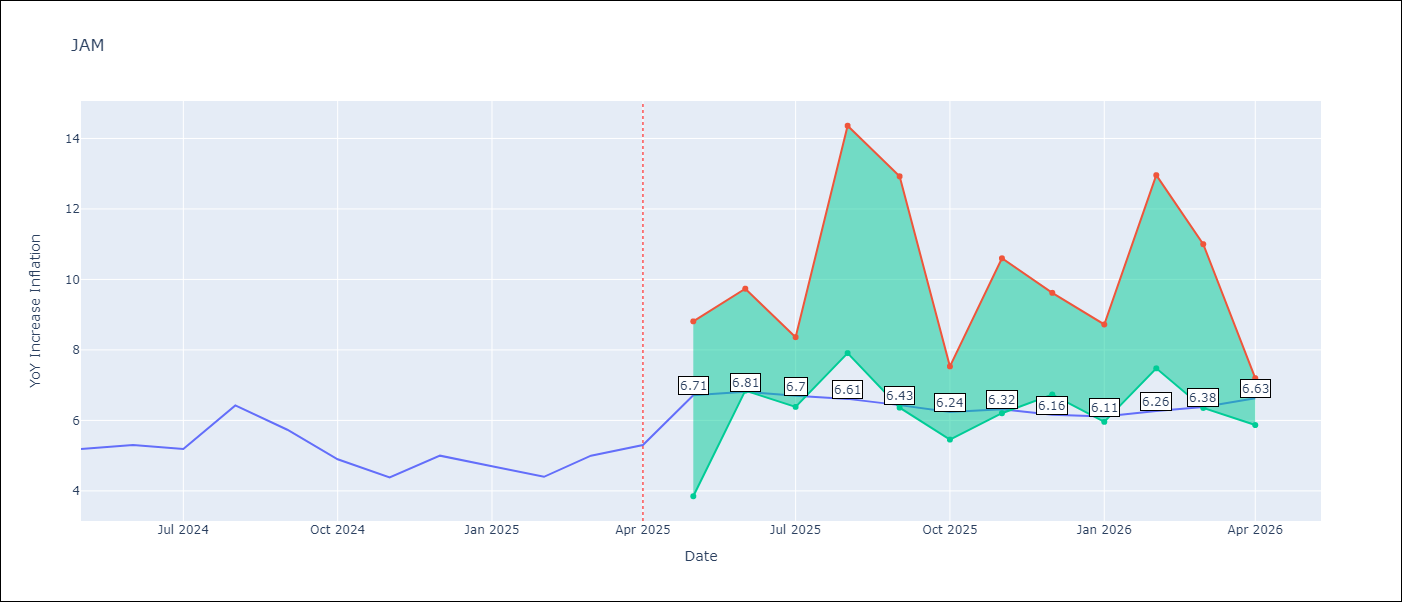 JAM
YoY Increase Inflation
14
12
10
8
6
4
6.71
6.81
6.7
6.61
6.43
6.24
6.32
6.16
6.11
6.26
6.38
6.63
Jul 2024
Oct 2024
Jan 2025
Apr 2025
Jul 2025
Oct 2025
Jan 2026
Apr 2026
Date